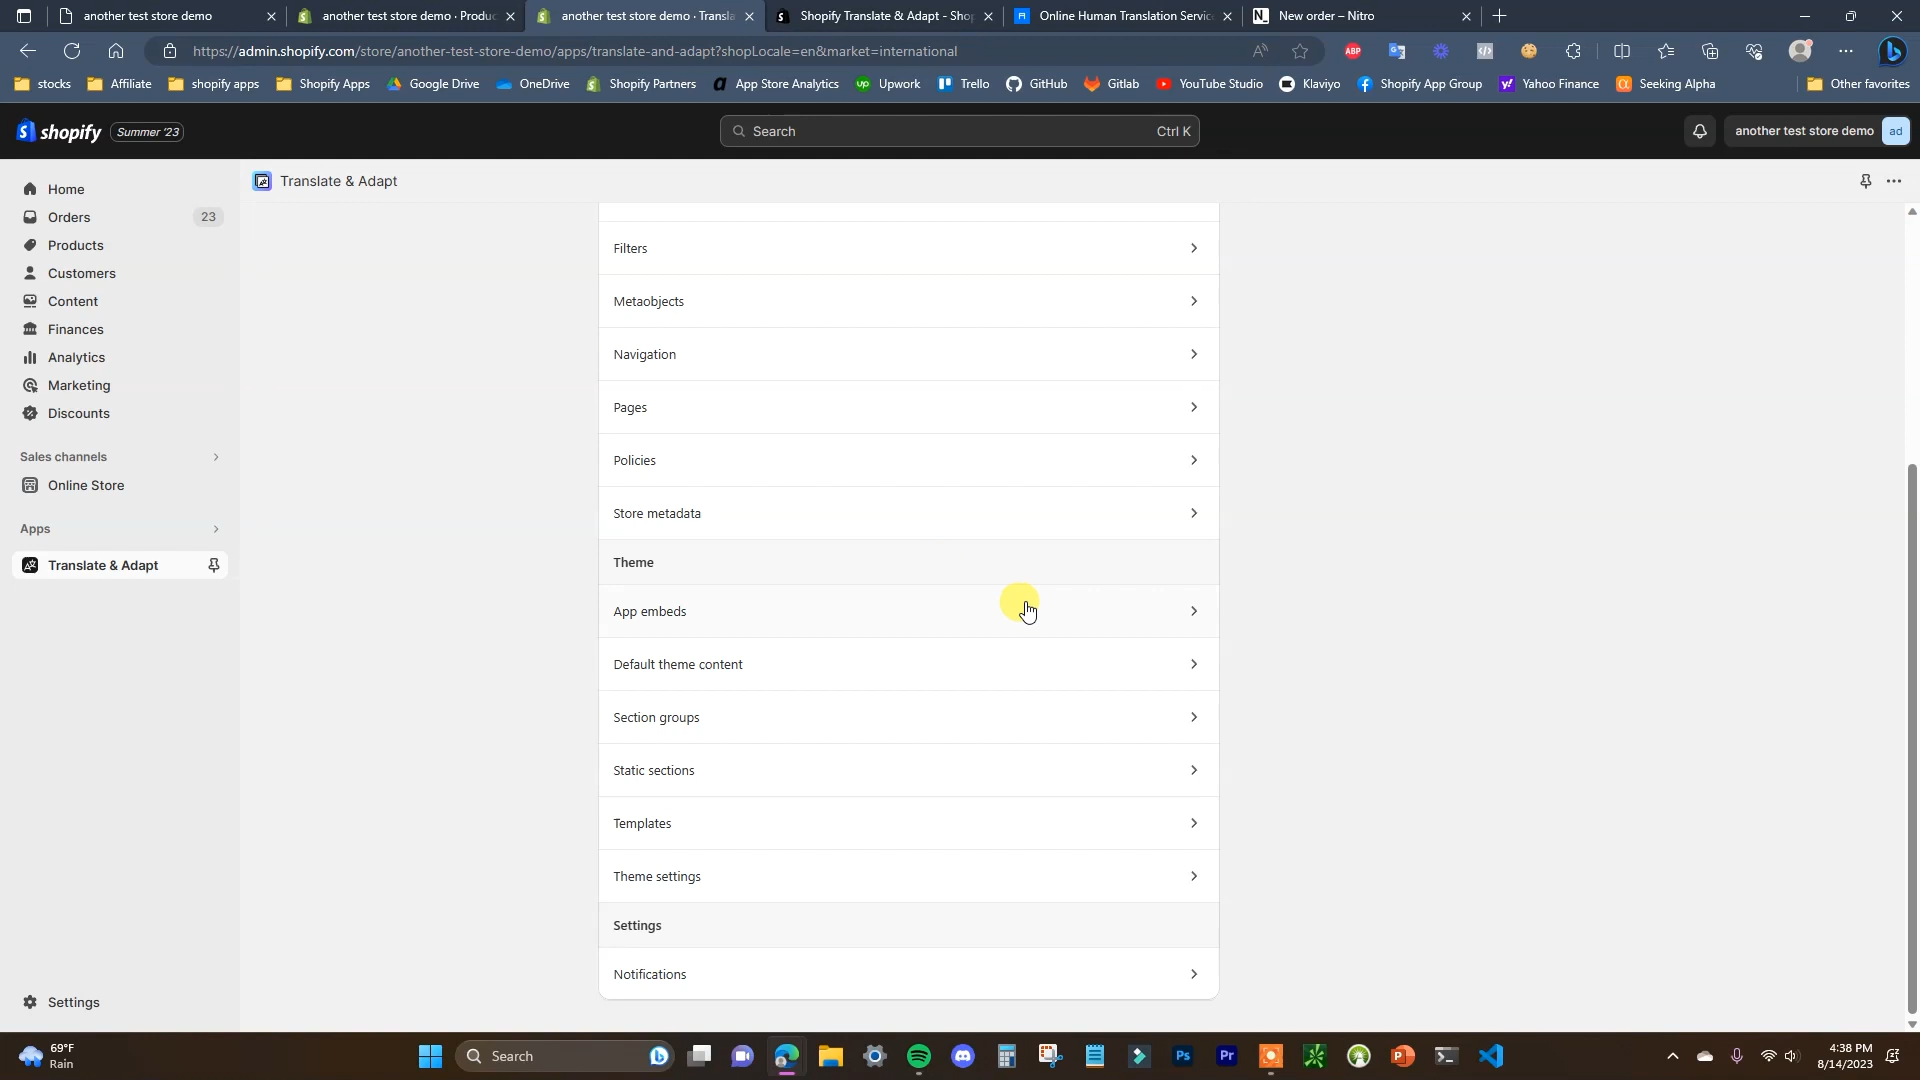 another test store demo
another test store demo · Produc
another test store demo · Transla
Shopify Translate & Adapt - Shop
Online Human Translation Service
New order – Nitro
https://admin.shopify.com/store/another-test-store-demo/apps/translate-and-adapt?shopLocale=en&market=international
ABP
stocks
Affiliate
shopify apps
Shopify Apps
Google Drive
OneDrive
Shopify Partners
App Store Analytics
Upwork
Trello
GitHub
Gitlab
YouTube Studio
Klaviyo
Shopify App Group
Yahoo Finance
Seeking Alpha
Other favorites
shopify
Summer '23
Search
Ctrl K
another test store demo
ad
Home
Orders
23
Products
Customers
Content
Finances
Analytics
Marketing
Discounts
Sales channels
Online Store
Apps
Translate & Adapt
Settings
Translate & Adapt
Filters
Metaobjects
Navigation
Pages
Policies
Store metadata
Theme
App embeds
Default theme content
Section groups
Static sections
Templates
Theme settings
Settings
Notifications
69°F
Rain
Search
Ps
Pr
4:38 PM
8/14/2023